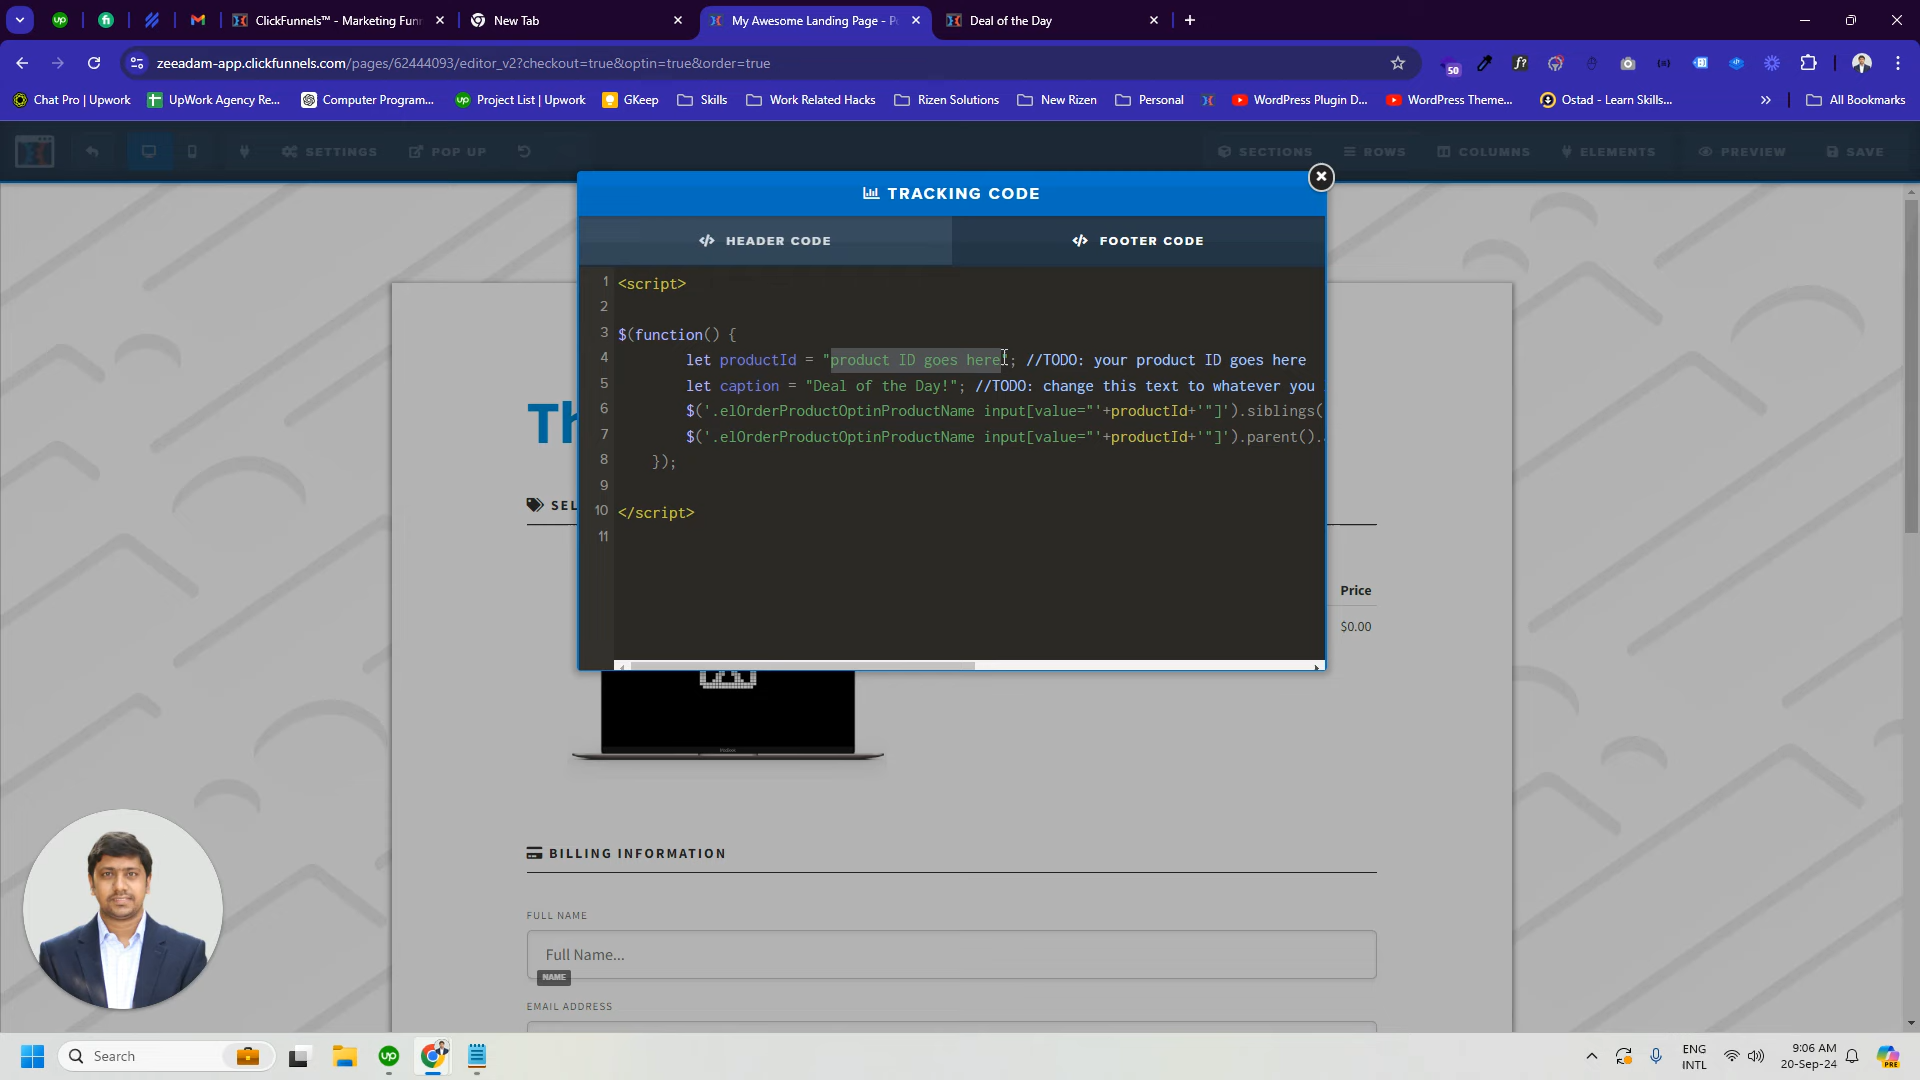 ClickFunnels™ - Marketing Funn
New Tab
My Awesome Landing Page - Po
Deal of the Day
zeeadam-app.clickfunnels.com/pages/62444093/editor_v2?checkout=true&optin=true&order=true
50
Chat Pro | Upwork
UpWork Agency Re...
Computer Program...
Project List | Upwork
GKeep
Skills
Work Related Hacks
Rizen Solutions
New Rizen
Personal
WordPress Plugin D...
WordPress Theme...
Ostad - Learn Skills...
All Bookmarks
SETTINGS
POP UP
SECTIONS
ROWS
COLUMNS
ELEMENTS
PREVIEW
SAVE
TRACKING CODE
HEADER CODE
FOOTER CODE
1 <script>
2
3 $(function() {
4 let productId = "product ID goes here"; //TODO: your product ID goes here
5 let caption = "Deal of the Day!"; //TODO: change this text to whatever you
6 $('.elOrderProductOptinProductName input[value="'+productId+'"]').siblings(
7 $('.elOrderProductOptinProductName input[value="'+productId+'"]').parent().
8 });
9
10 </script>
11
Th
SEL
Price
$0.00
BILLING INFORMATION
FULL NAME
Full Name...
NAME
EMAIL ADDRESS
Search
ENG
INTL
9:06 AM
20-Sep-24